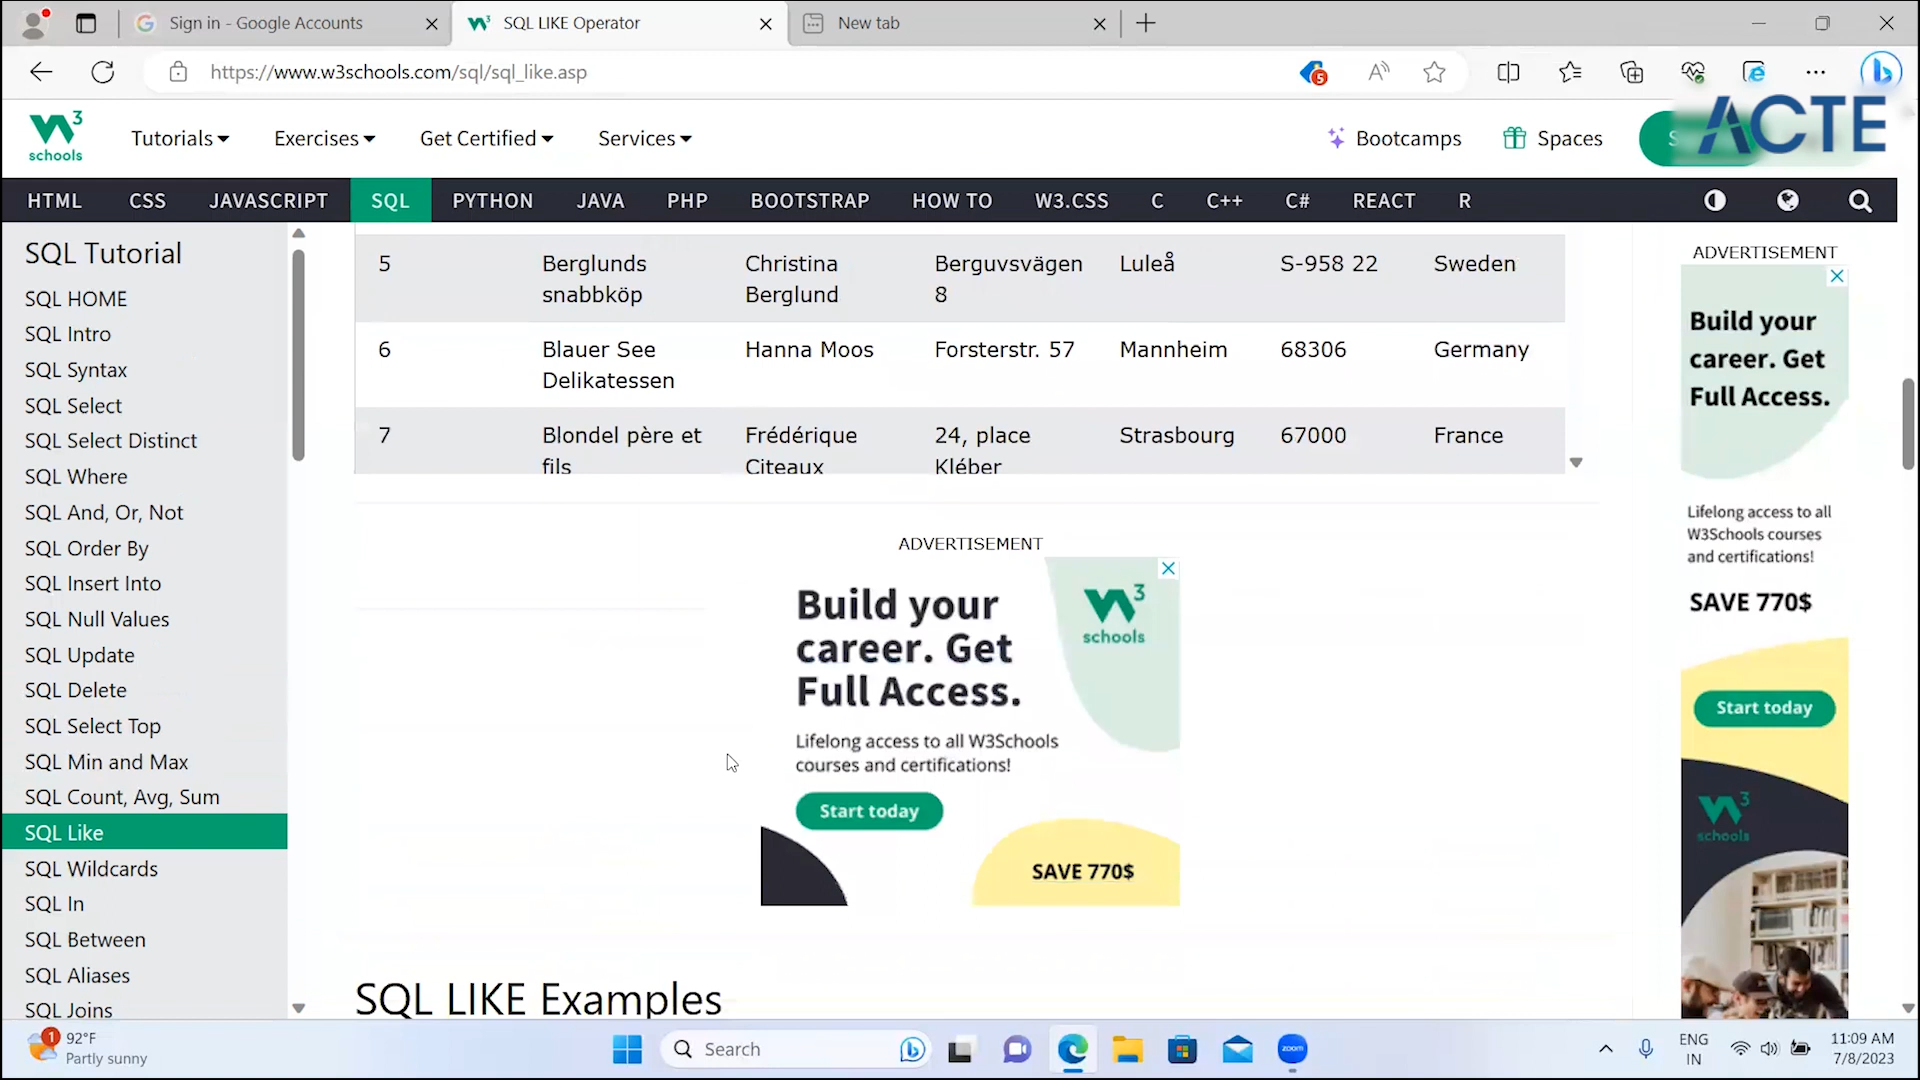 Sign in - Google Accounts
SQL LIKE Operator
New tab
https://www.w3schools.com/sql/sql_like.asp
5
3
schools
Tutorials
Exercises
Get Certified
Services
Bootcamps
Spaces
ACTE
HTML
CSS
JAVASCRIPT
SQL
PYTHON
JAVA
PHP
BOOTSTRAP
HOW TO
W3.CSS
C
C++
C#
REACT
R
SQL Tutorial
SQL HOME
SQL Intro
SQL Syntax
SQL Select
SQL Select Distinct
SQL Where
SQL And, Or, Not
SQL Order By
SQL Insert Into
SQL Null Values
SQL Update
SQL Delete
SQL Select Top
SQL Min and Max
SQL Count, Avg, Sum
SQL Like
SQL Wildcards
SQL In
SQL Between
SQL Aliases
SQL Joins
5 Berglunds Christina Berguvsvägen Luleå S-958 22 Sweden
snabbköp Berglund 8
6 Blauer See Hanna Moos Forsterstr. 57 Mannheim 68306 Germany
Delikatessen
7 Blondel père et Frédérique 24, place Strasbourg 67000 France
fils Citeaux Kléber
ADVERTISEMENT
Build your
career. Get
Full Access.
3
schools
Lifelong access to all W3Schools
courses and certifications!
Start today
SAVE 770$
SQL LIKE Examples
ADVERTISEMENT
Build your
career. Get
Full Access.
Lifelong access to all
W3Schools courses
and certifications!
SAVE 770$
Start today
3
schools
1
92°F
Partly sunny
Search
zoom
ENG
IN
11:09 AM
7/8/2023